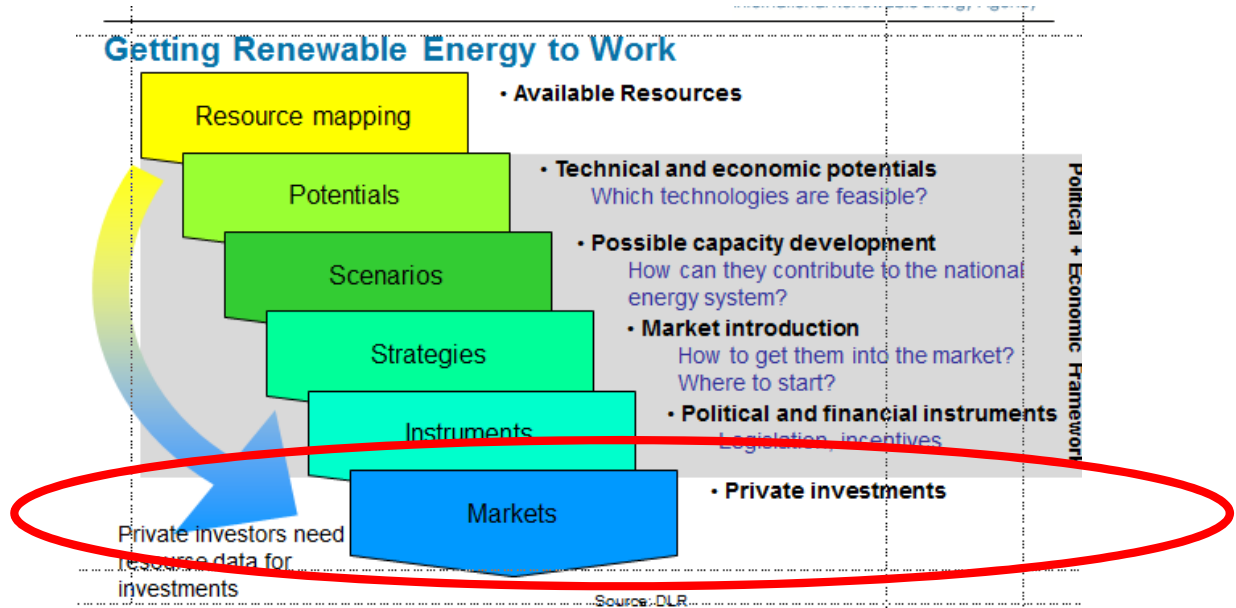 Getting Renewable Energy to Work
Resource mapping
• Available Resources
Potentials
• Technical and economic potentials
Which technologies are feasible?
Scenarios
• Possible capacity development
How can they contribute to the national
energy system?
Strategies
• Market introduction
How to get them into the market?
Where to start?
Instruments
• Political and financial instruments
Legislation, incentives
Political + Economic Framework
Markets
• Private investments
Private investors need
resourse data for
investments
Source: DLR